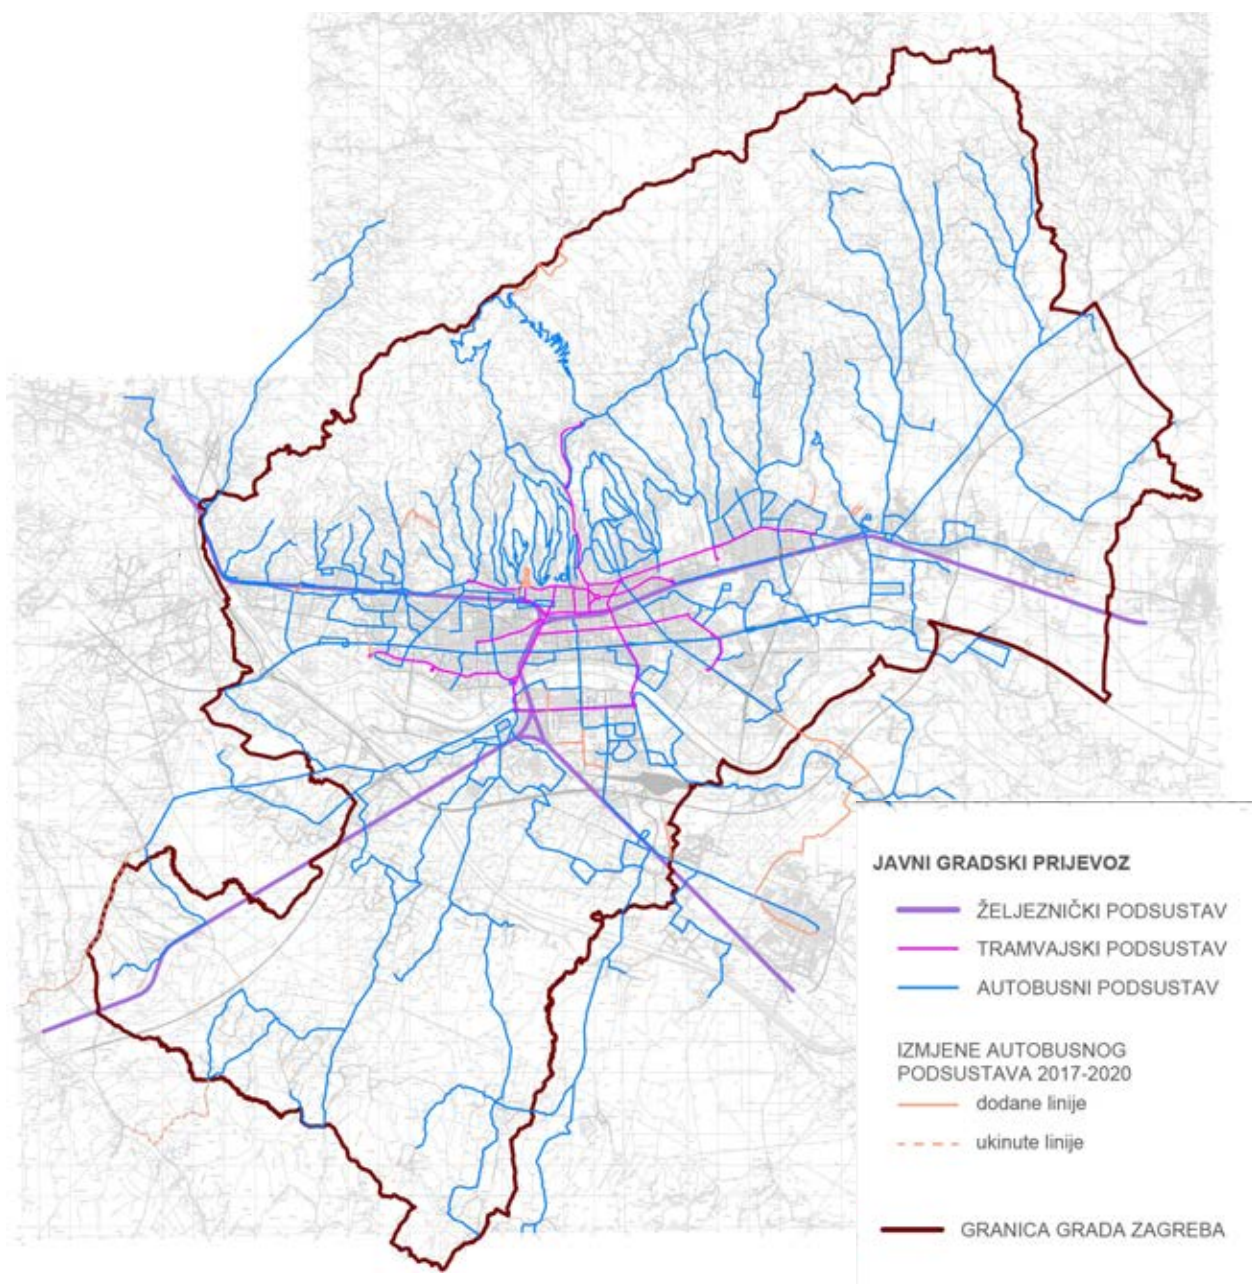 JAVNI GRADSKI PRIJEVOZ
ŽELJEZNIČKI PODSUSTAV
TRAMVAJSKI PODSUSTAV
AUTOBUSNI PODSUSTAV
IZMJENE AUTOBUSNOG
PODSUSTAVA 2017-2020
dodane linije
ukinute linije
GRANICA GRADA ZAGREBA